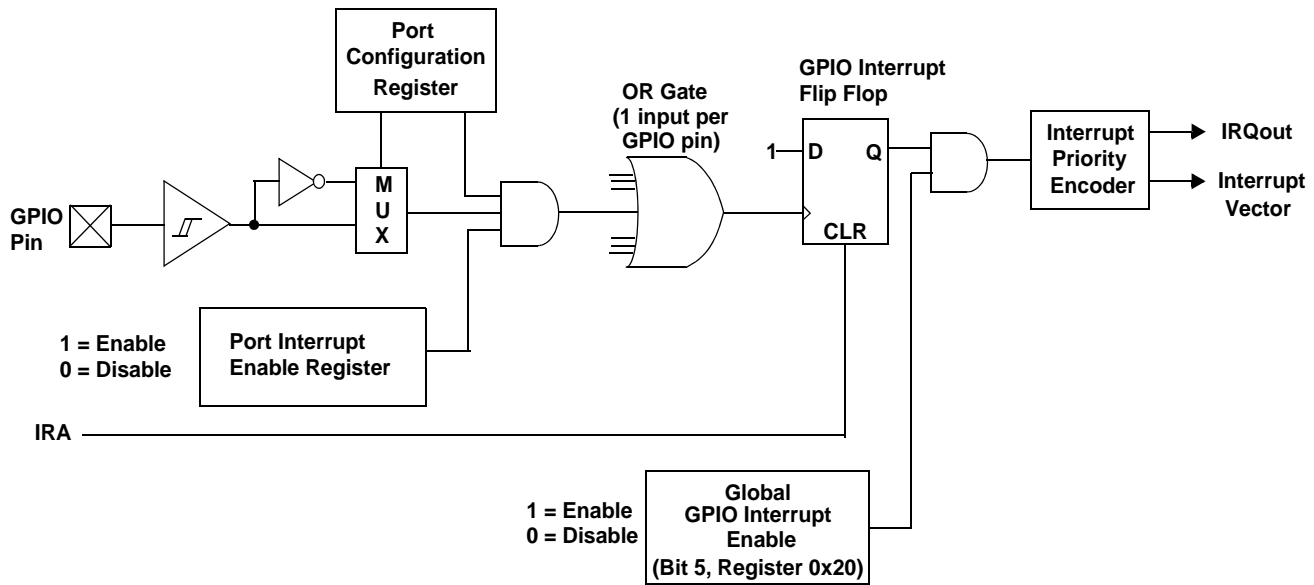 Port
Configuration
Register
GPIO Interrupt
Flip Flop
OR Gate
(1 input per
GPIO pin)
1
D
Q
CLR
Interrupt
Priority
Encoder
IRQout
Interrupt
Vector
M
U
X
GPIO
Pin
1 = Enable
0 = Disable
Port Interrupt
Enable Register
IRA
1 = Enable
0 = Disable
Global
GPIO Interrupt
Enable
(Bit 5, Register 0x20)